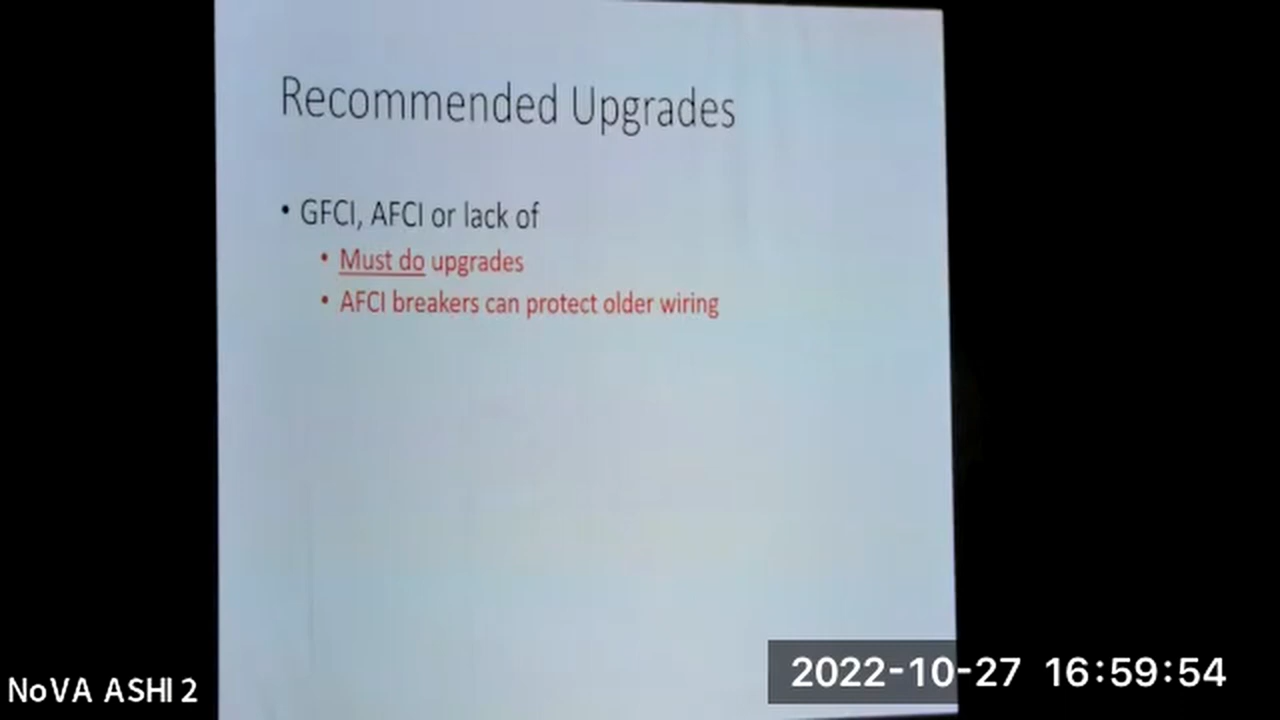 Recommended Upgrades
• GFCI, AFCI or lack of
• Must do upgrades
• AFCI breakers can protect older wiring
NoVA ASHI 2
2022-10-27 16:59:54